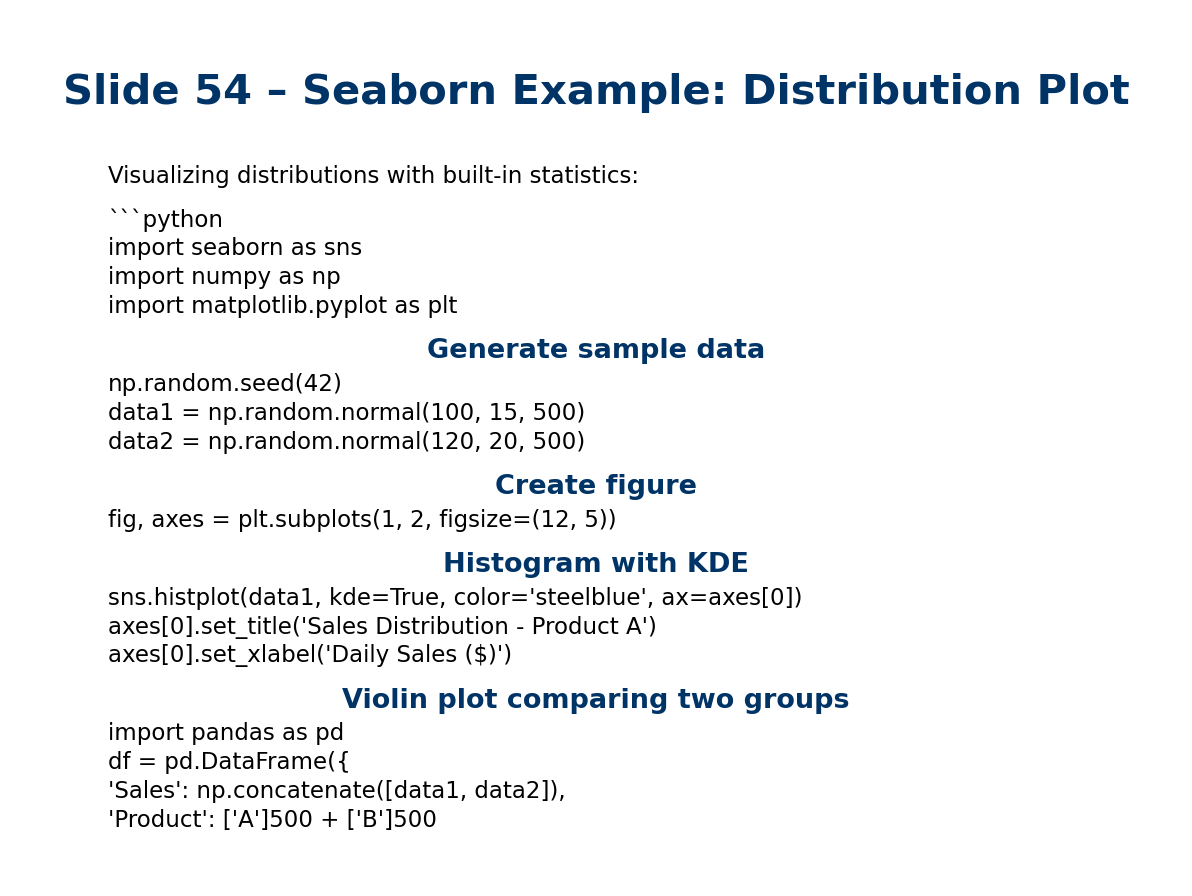 Slide 54 – Seaborn Example: Distribution Plot
Visualizing distributions with built-in statistics:
```python
import seaborn as sns
import numpy as np
import matplotlib.pyplot as plt
Generate sample data
np.random.seed(42)
data1 = np.random.normal(100, 15, 500)
data2 = np.random.normal(120, 20, 500)
Create figure
fig, axes = plt.subplots(1, 2, figsize=(12, 5))
Histogram with KDE
sns.histplot(data1, kde=True, color='steelblue', ax=axes[0])
axes[0].set_title('Sales Distribution - Product A')
axes[0].set_xlabel('Daily Sales ($)')
Violin plot comparing two groups
import pandas as pd
df = pd.DataFrame({
'Sales': np.concatenate([data1, data2]),
'Product': ['A']500 + ['B']500